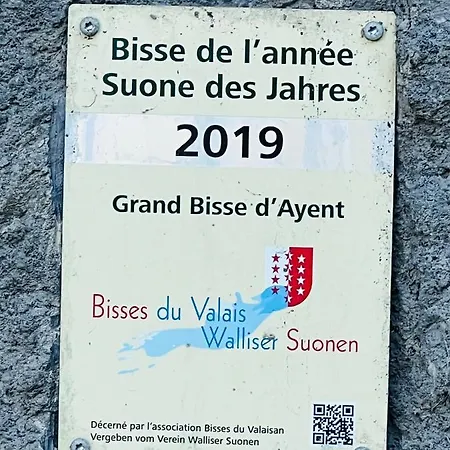 Bisse de l’année
Suone des Jahres
2019
Grand Bisse d’Ayent
Bisses du Valais
Walliser Suonen
Décerné par l’association Bisses du Valaisan
Vergeben vom Verein Walliser Suonen